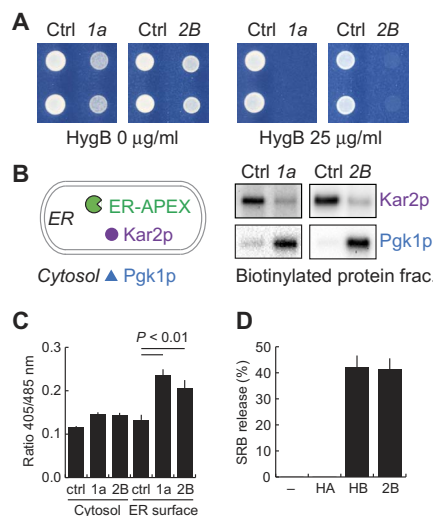 A
Ctrl 1a Ctrl 2B Ctrl 1a Ctrl 2B
HygB 0 μg/ml HygB 25 μg/ml
B
ER
ER-APEX
Kar2p
Cytosol Pgk1p
Ctrl 1a Ctrl 2B
Kar2p
Pgk1p
Biotinylated protein frac.
C
P < 0.01
Ratio 405/485 nm
0.3
0.2
0.1
0.0
ctrl 1a 2B ctrl 1a 2B
Cytosol ER surface
D
SRB release (%)
50
40
30
20
10
0
– HA HB 2B